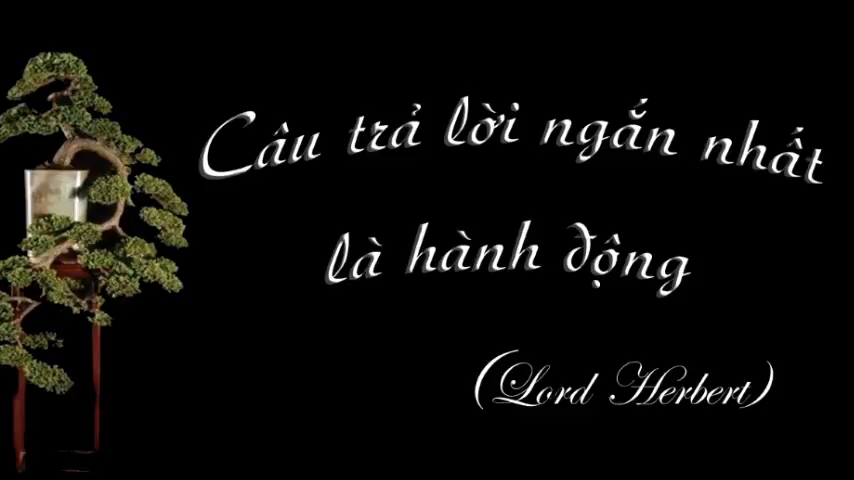 Câu trả lời ngắn nhất
là hành động
(Lord Herbert)